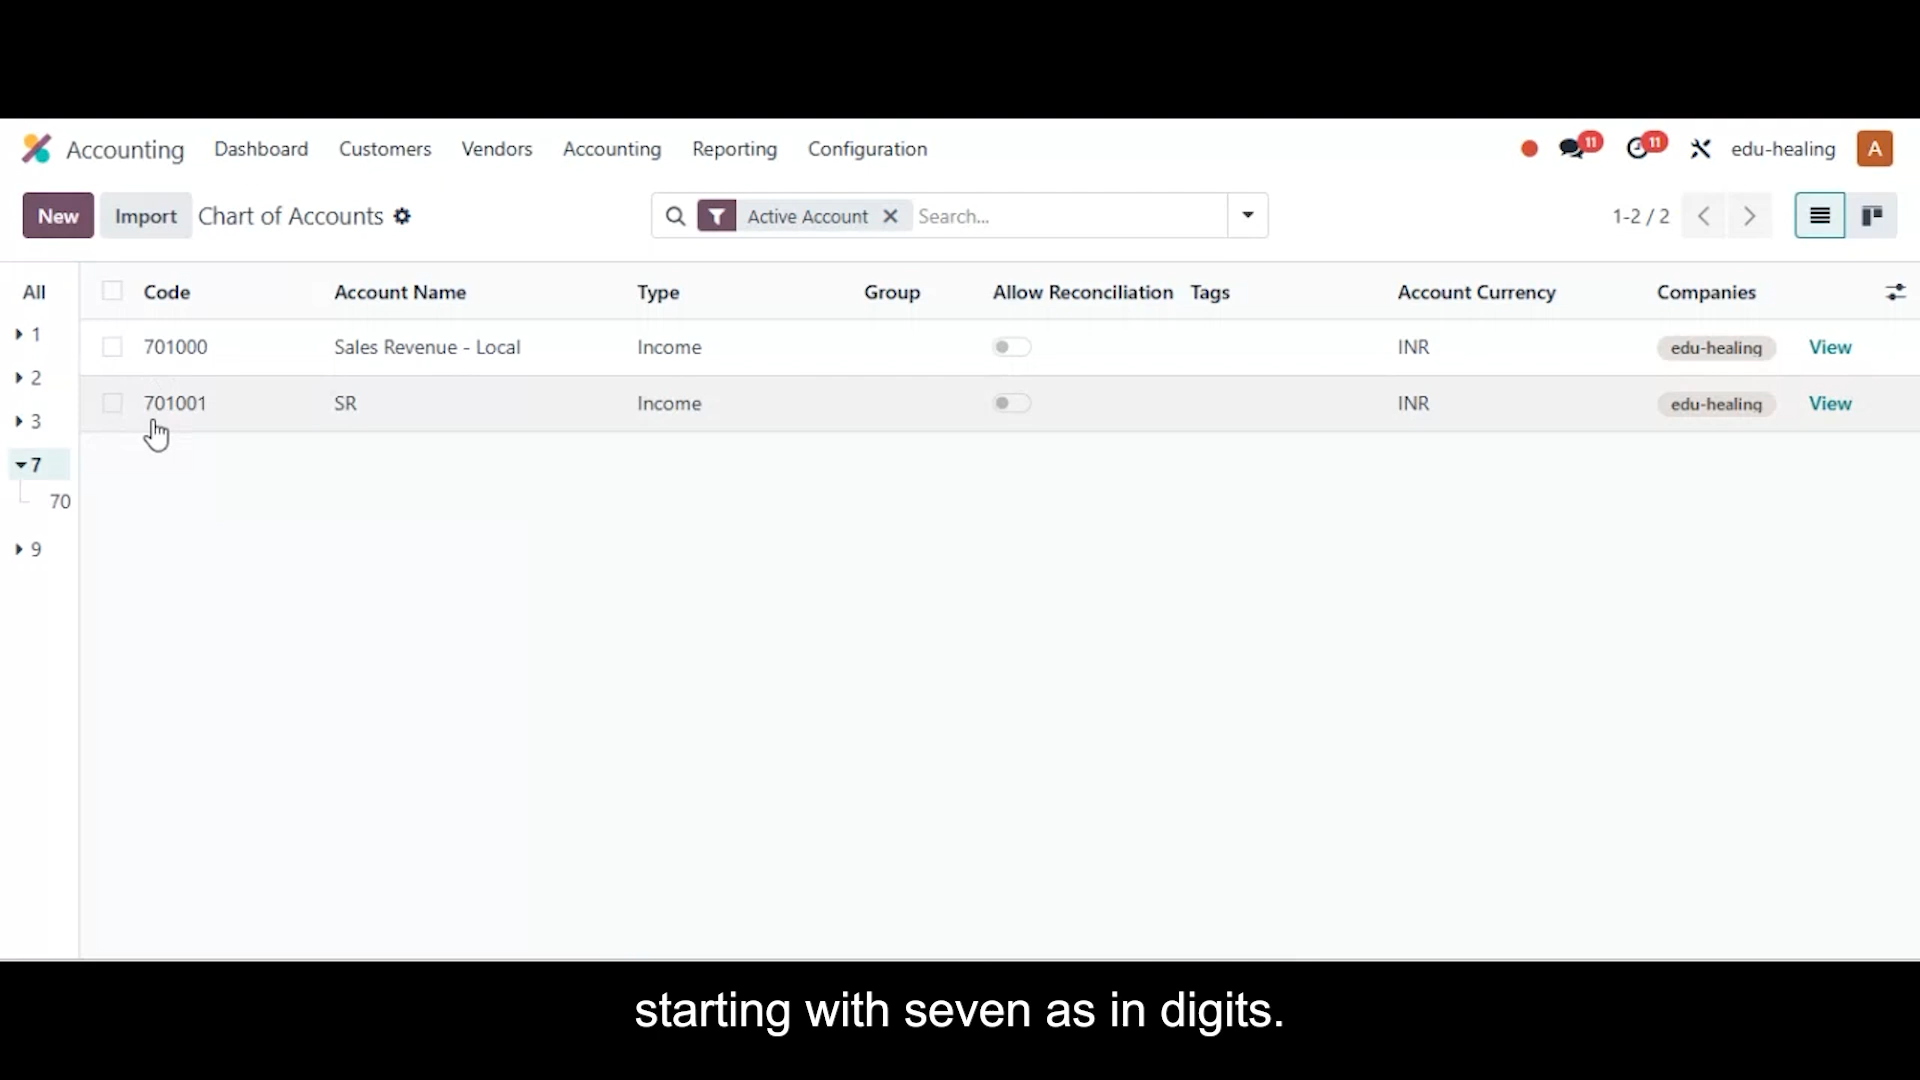 Accounting Dashboard Customers Vendors Accounting Reporting Configuration 11 11 edu-healing A
New Import Chart of Accounts Active Account Search... 1-2 / 2
All Code Account Name Type Group Allow Reconciliation Tags Account Currency Companies
1
701000 Sales Revenue - Local Income INR edu-healing View
2
701001 SR Income INR edu-healing View
3
7
70
9
starting with seven as in digits.